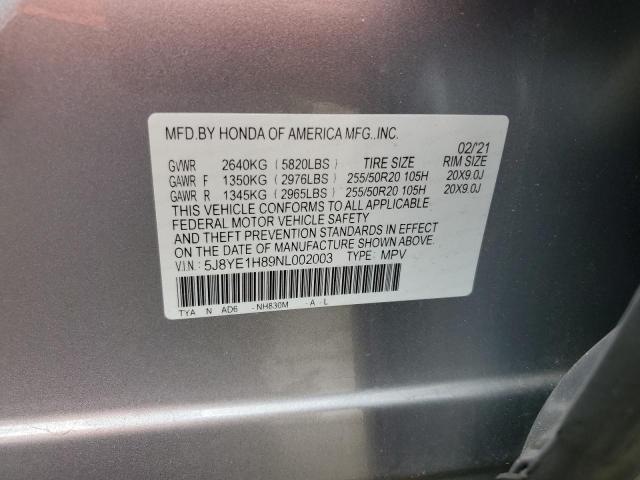 MFD.BY HONDA OF AMERICA MFG.,INC.
02/'21
GVWR 2640KG (5820LBS) TIRE SIZE RIM SIZE
GAWR F 1350KG (2976LBS) 255/50R20 105H 20X9.0J
GAWR R 1345KG (2965LBS) 255/50R20 105H 20X9.0J
THIS VEHICLE CONFORMS TO ALL APPLICABLE
FEDERAL MOTOR VEHICLE SAFETY
AND THEFT PREVENTION STANDARDS IN EFFECT
ON THE DATE OF MANUFACTURE SHOWN ABOVE.
V.I.N.: 5J8YE1H89NL002003 TYPE: MPV
TYA N AD6 -NH830M -A-L